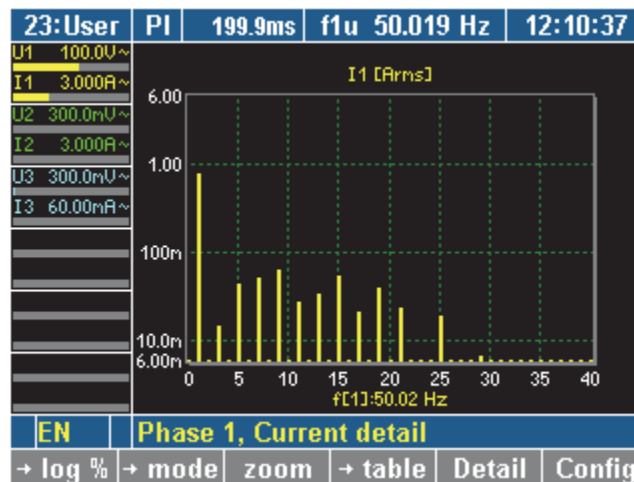 23:User PI 199.9ms f1u 50.019 Hz 12:10:37
U1 100.0V~
I1 3.000A~
U2 300.0mV~
I2 3.000A~
U3 300.0mV~
I3 60.00mA~
I1 [Arms]
6.00
1.00
100m
10.0m
6.00m
0 5 10 15 20 25 30 35 40
f[1]:50.02 Hz
EN Phase 1, Current detail
→ log % → mode zoom → table Detail Config